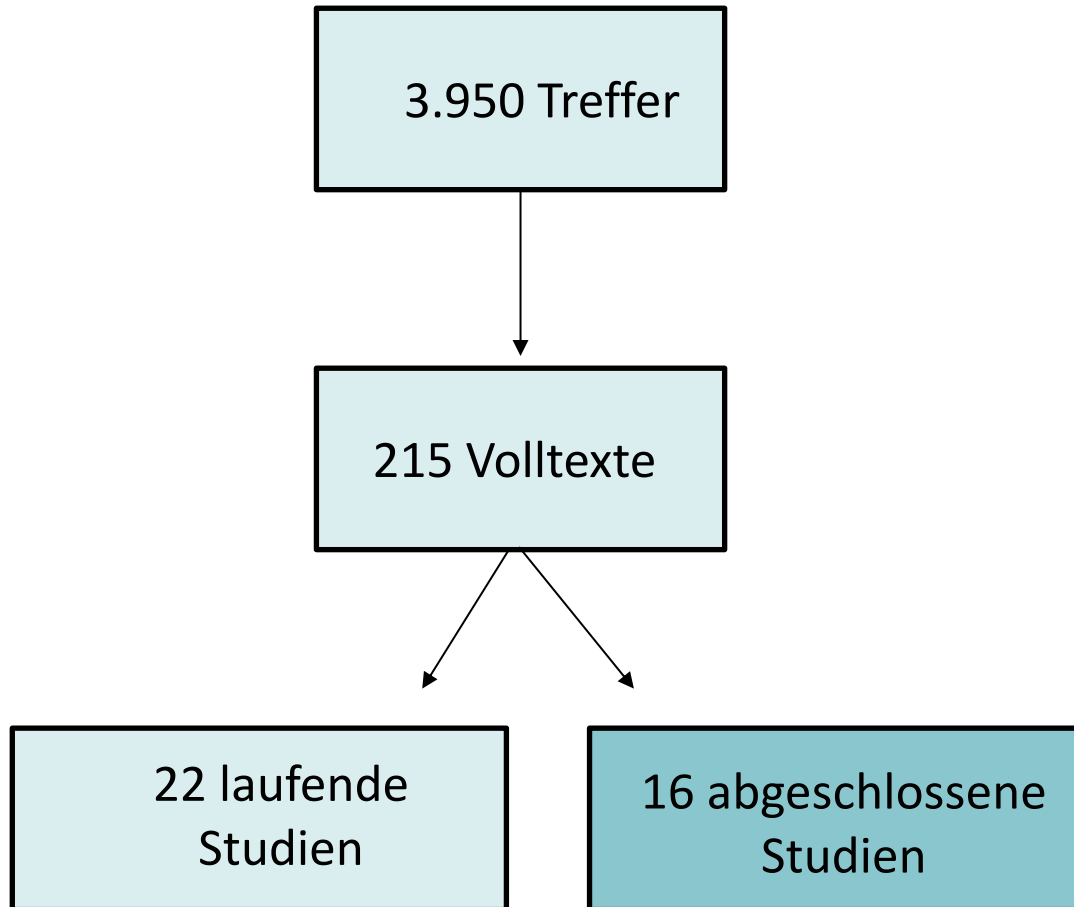 3.950 Treffer
215 Volltexte
22 laufende
Studien
16 abgeschlossene
Studien